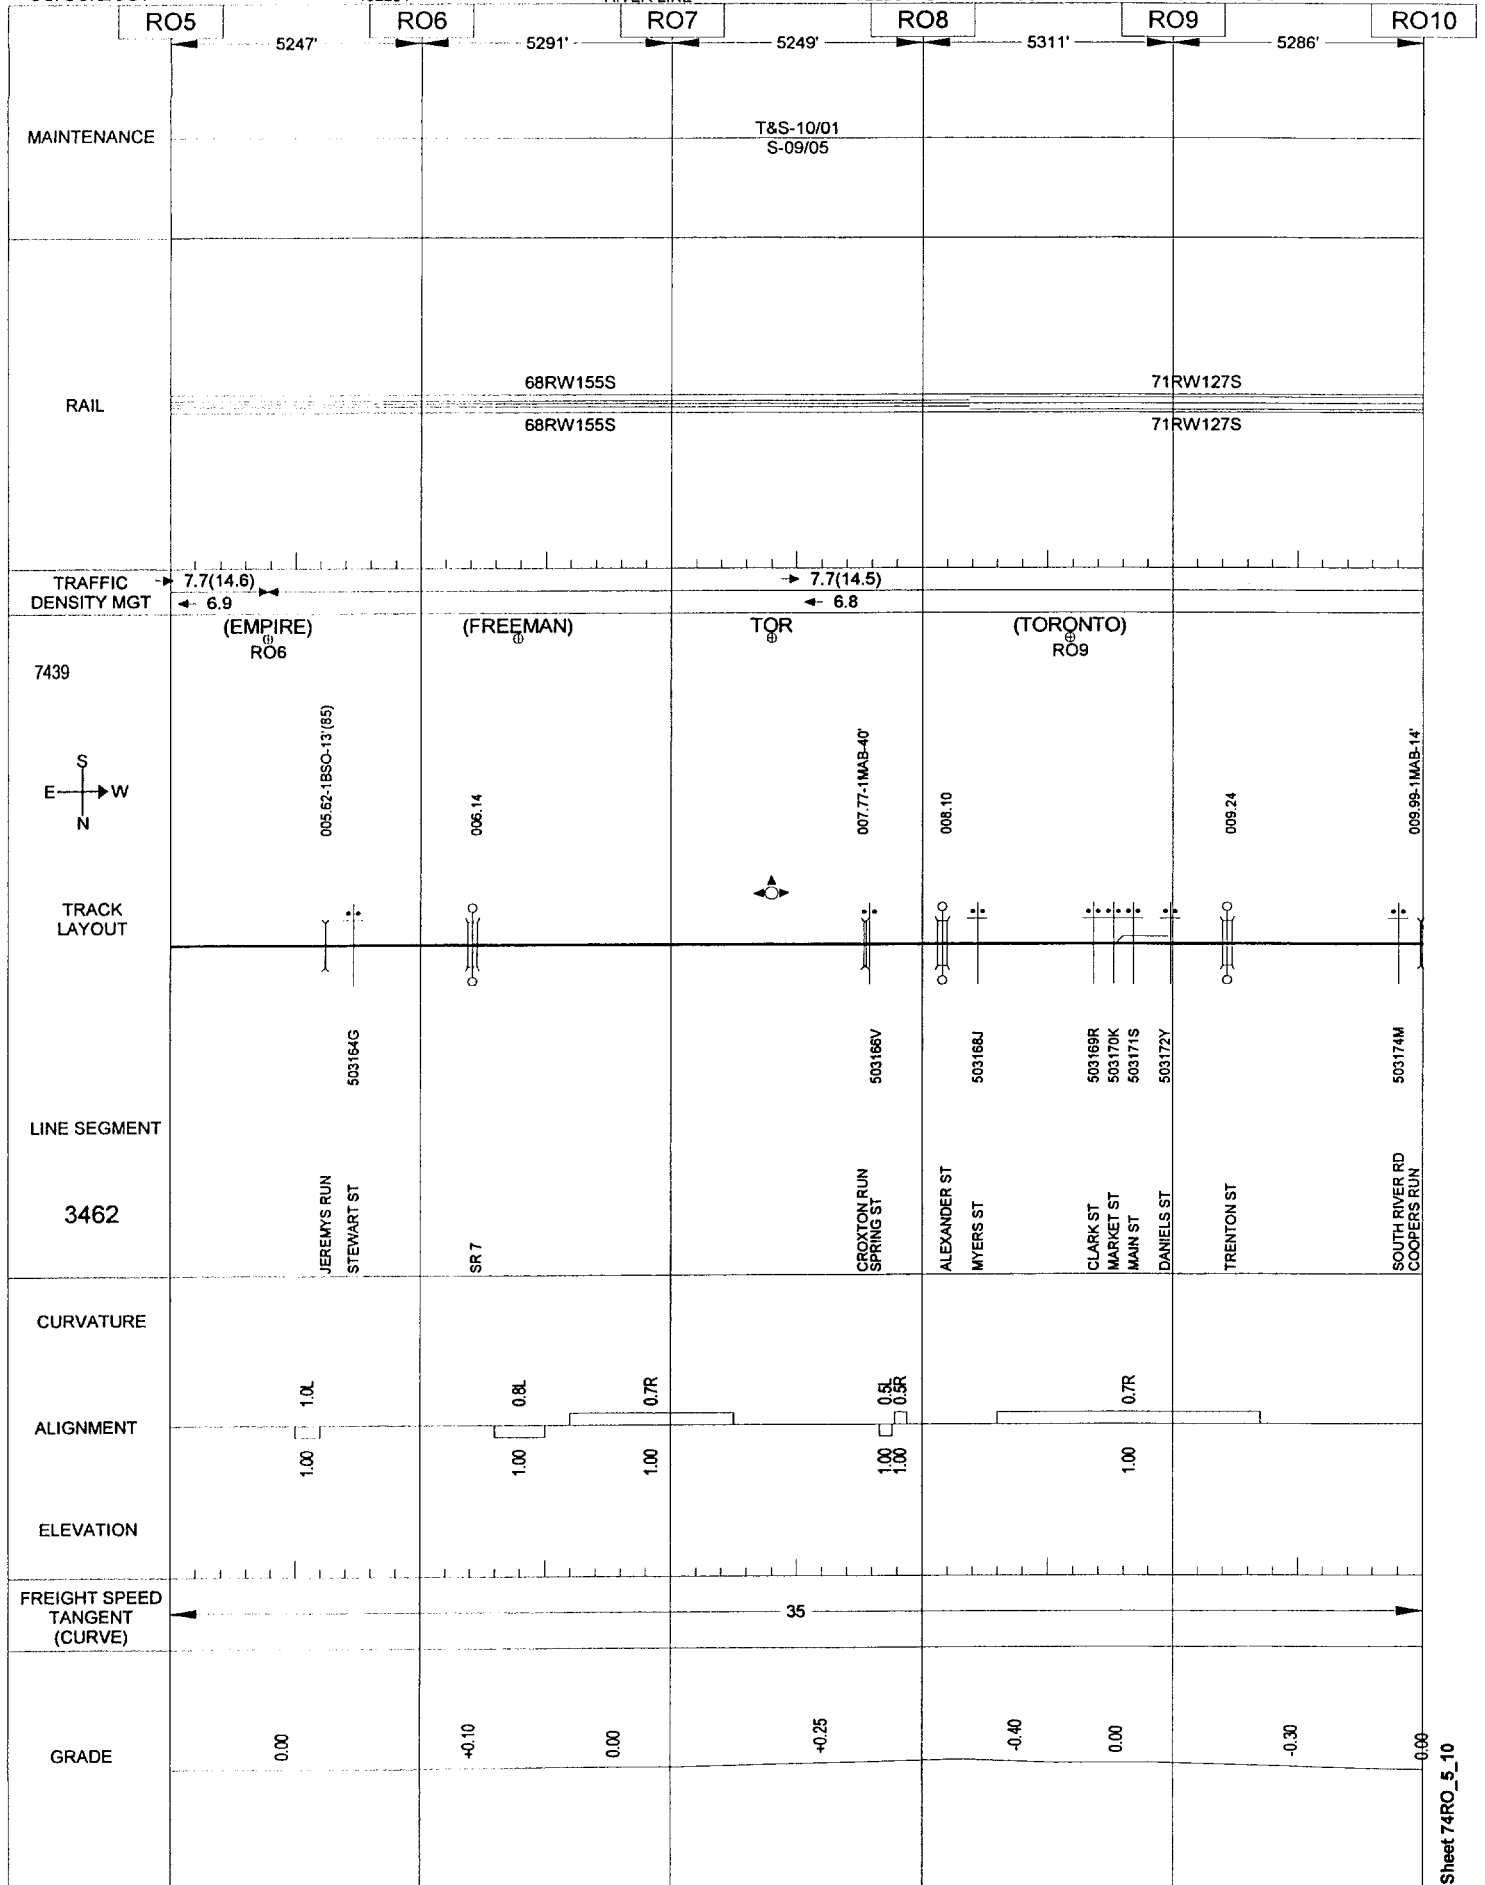 RIVER LINE
RO5 RO6 RO7 RO8 RO9 RO10
5247' 5291' 5249' 5311' 5286'
MAINTENANCE
T&S-10/01
S-09/05
RAIL
68RW155S 71RW127S
68RW155S 71RW127S
TRAFFIC DENSITY MGT
7.7(14.6) 7.7(14.5)
6.9 6.8
(EMPIRE) (FREEMAN) TOR (TORONTO)
RO6 RO9
7439
S
E W
N
005.62-1BSO-13'(85)
006.14
007.77-1MAB-40'
008.10
009.24
009.99-1MAB-14'
TRACK
LAYOUT
503164G
503166V
503168J
503169R
503170K
503171S
503172Y
503174M
LINE SEGMENT
3462
JEREMYS RUN
STEWART ST
SR 7
CROXTON RUN
SPRING ST
ALEXANDER ST
MYERS ST
CLARK ST
MARKET ST
MAIN ST
DANIELS ST
TRENTON ST
SOUTH RIVER RD
COOPERS RUN
CURVATURE
1.0L 0.8L 0.7R 0.5L 0.5R 0.7R
ALIGNMENT
1.00 1.00 1.00 1.00 1.00 1.00
ELEVATION
FREIGHT SPEED
TANGENT
(CURVE)
35
GRADE
0.00 +0.10 0.00 +0.25 -0.40 0.00 -0.30 0.00
Sheet 74RO_5_10